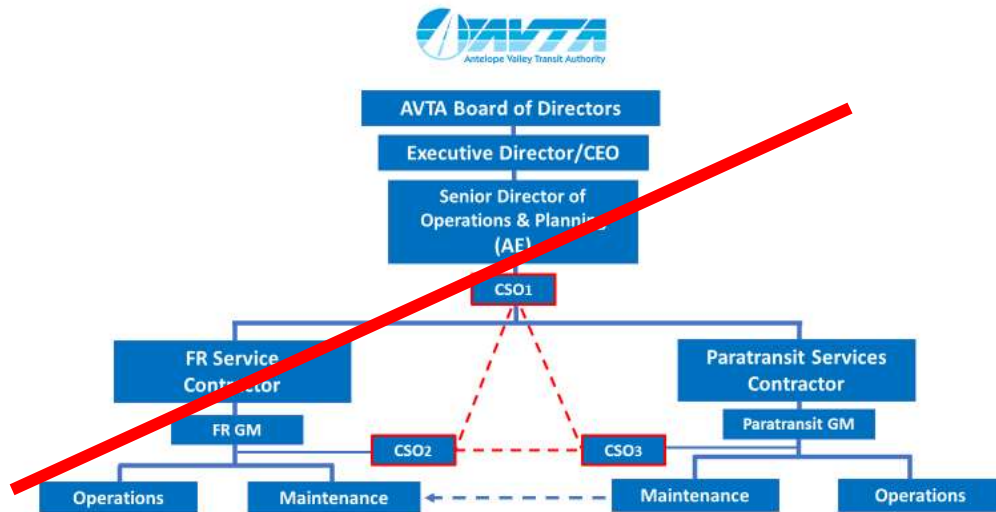 AVTA
Antelope Valley Transit Authority
AVTA Board of Directors
Executive Director/CEO
Senior Director of
Operations & Planning
(AE)
CSO1
FR Service
Contractor
Paratransit Services
Contractor
FR GM
Paratransit GM
CSO2
CSO3
Operations
Maintenance
Maintenance
Operations